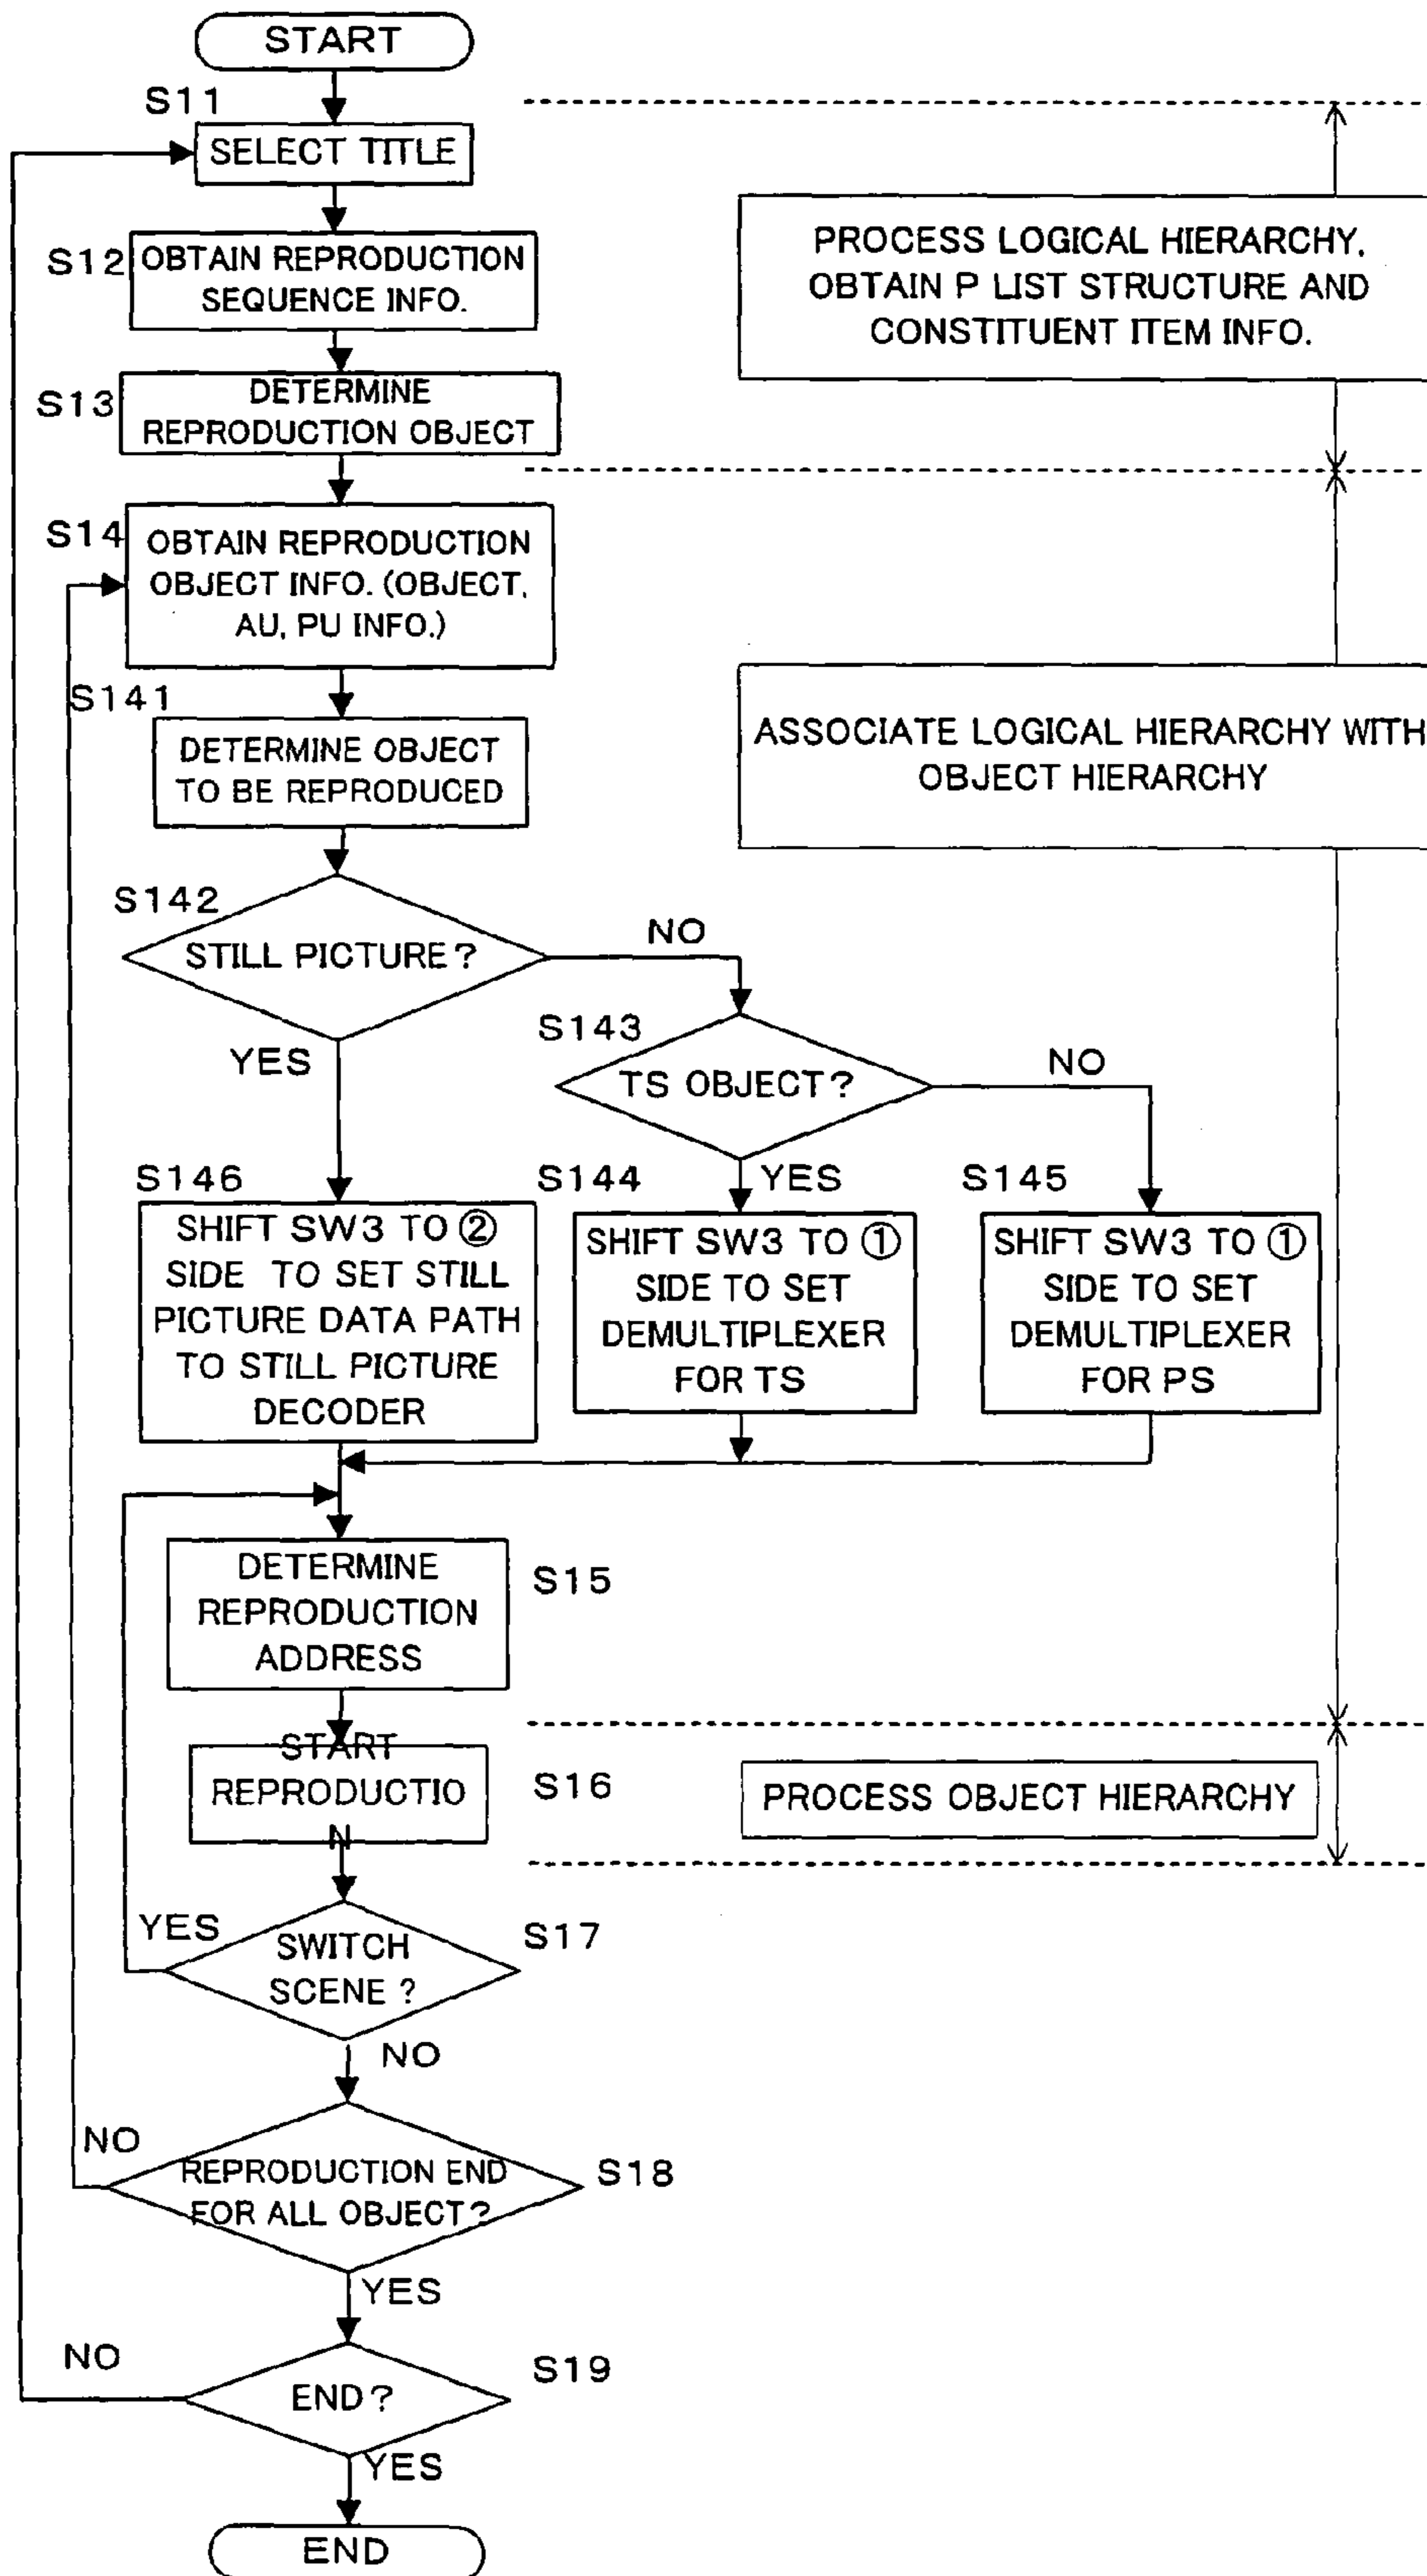 START
S11
SELECT TITLE
PROCESS LOGICAL HIERARCHY,
OBTAIN P LIST STRUCTURE AND
CONSTITUENT ITEM INFO.
S12
OBTAIN REPRODUCTION
SEQUENCE INFO.
S13
DETERMINE
REPRODUCTION OBJECT
S14
OBTAIN REPRODUCTION
OBJECT INFO. (OBJECT,
AU, PU INFO.)
S141
DETERMINE OBJECT
TO BE REPRODUCED
ASSOCIATE LOGICAL HIERARCHY WITH
OBJECT HIERARCHY
S142
STILL PICTURE?
NO
YES
S143
TS OBJECT?
NO
YES
S146
SHIFT SW3 TO ②
SIDE TO SET STILL
PICTURE DATA PATH
TO STILL PICTURE
DECODER
S144
SHIFT SW3 TO ①
SIDE TO SET
DEMULTIPLEXER
FOR TS
S145
SHIFT SW3 TO ①
SIDE TO SET
DEMULTIPLEXER
FOR PS
DETERMINE
REPRODUCTION
ADDRESS
S15
START
REPRODUCTIO
N
S16
PROCESS OBJECT HIERARCHY
YES
SWITCH
SCENE?
S17
NO
NO
REPRODUCTION END
FOR ALL OBJECT?
S18
YES
NO
END?
S19
YES
END